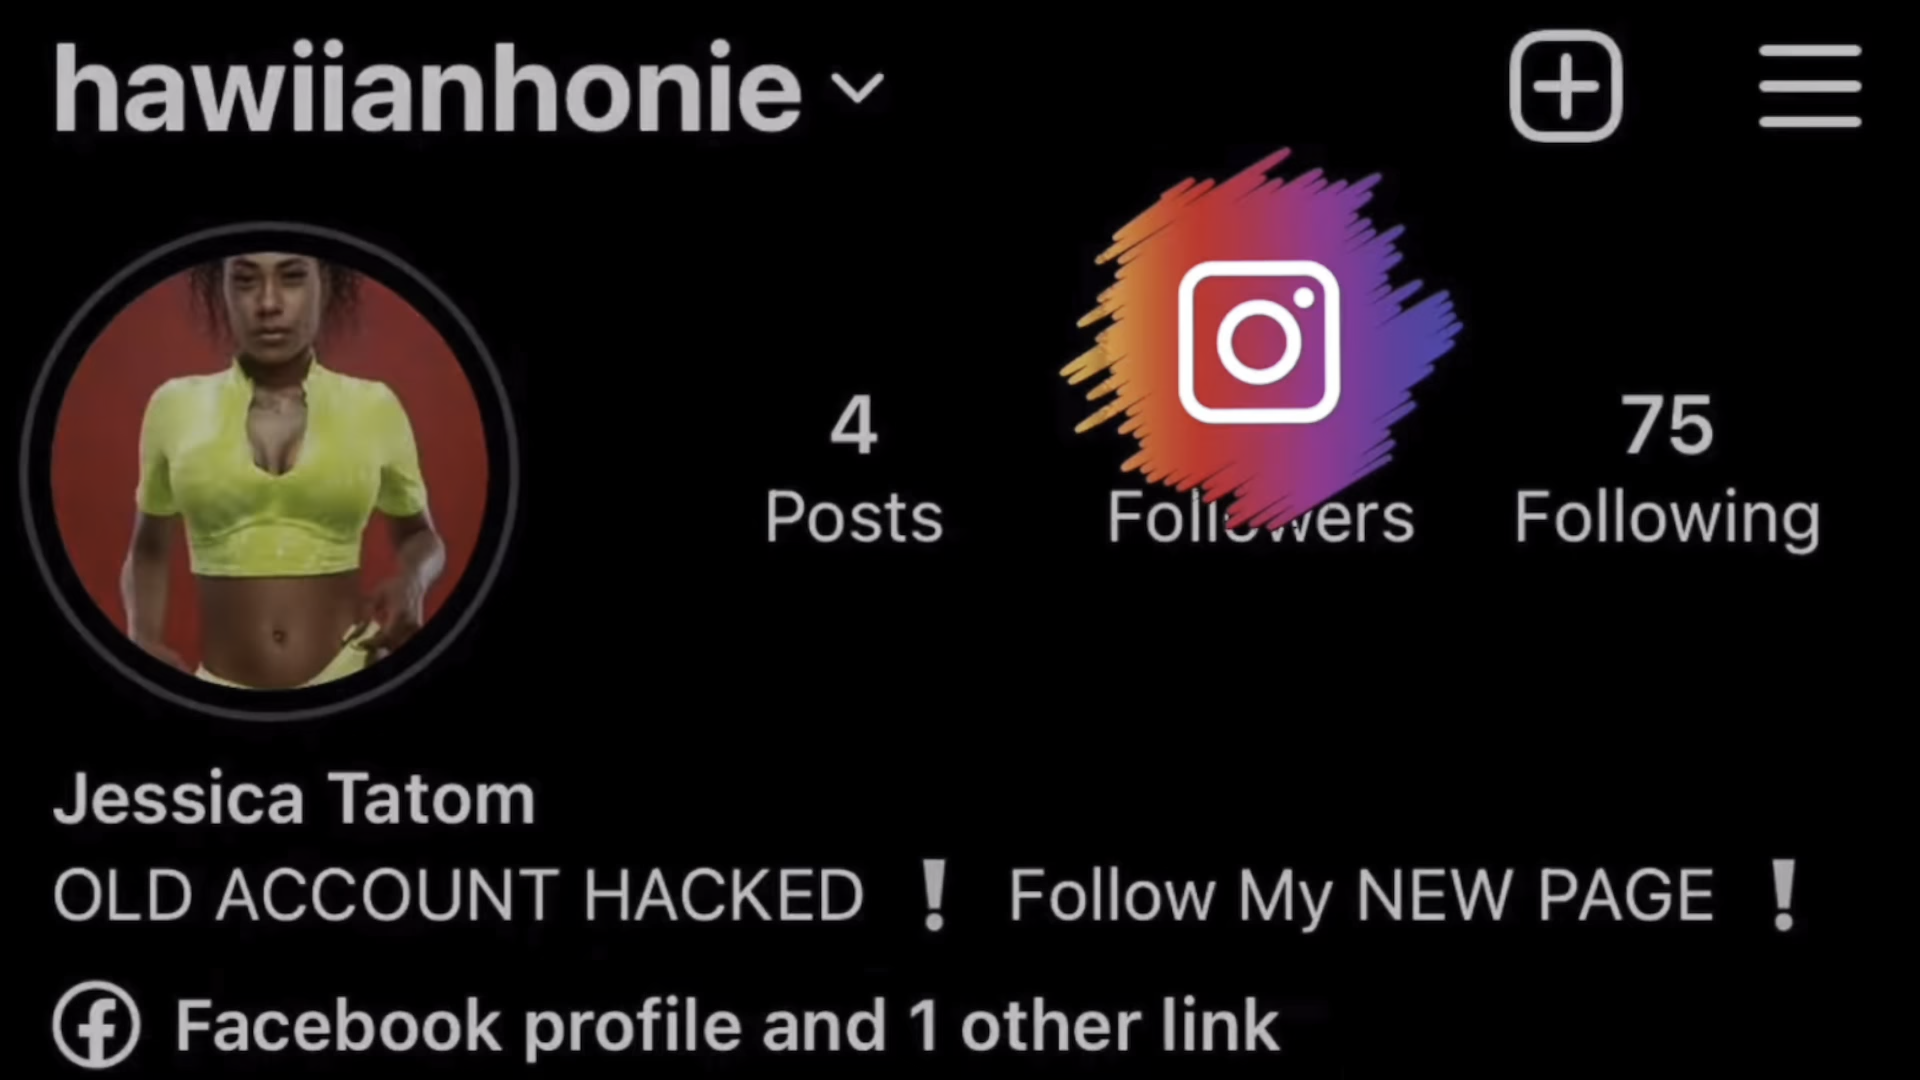 hawiianhonie
4
75
Posts
Followers
Following
Jessica Tatom
OLD ACCOUNT HACKED ❕ Follow My NEW PAGE ❕
Facebook profile and 1 other link